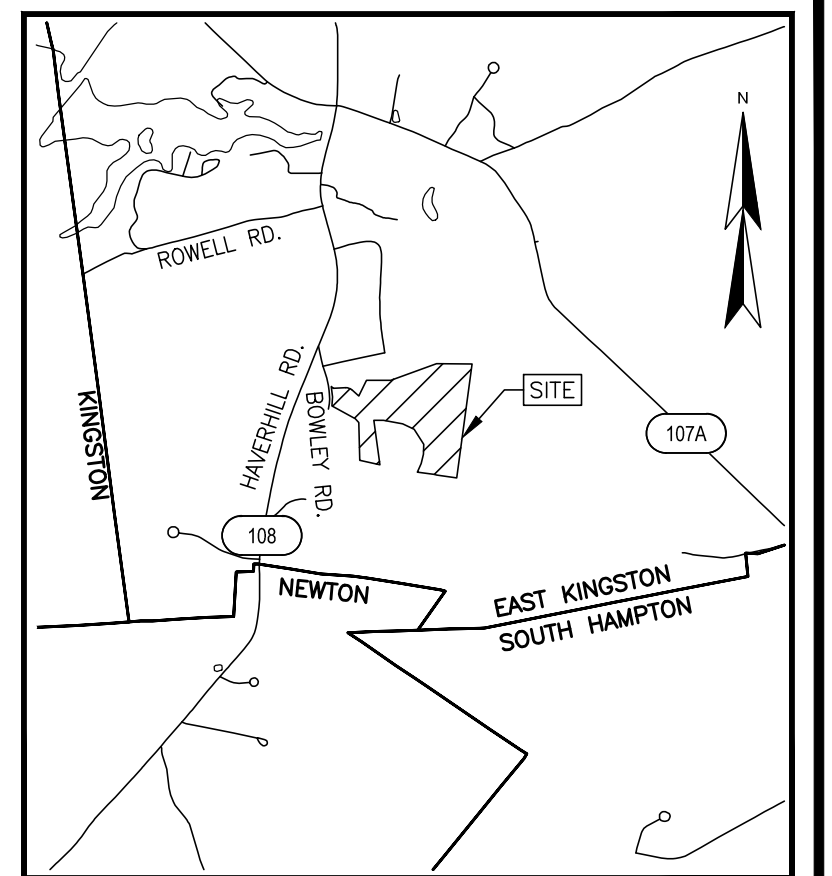 N
ROWELL RD.
HAVERHILL RD.
BOWLEY RD.
SITE
KINGSTON
107A
108
NEWTON
EAST KINGSTON
SOUTH HAMPTON